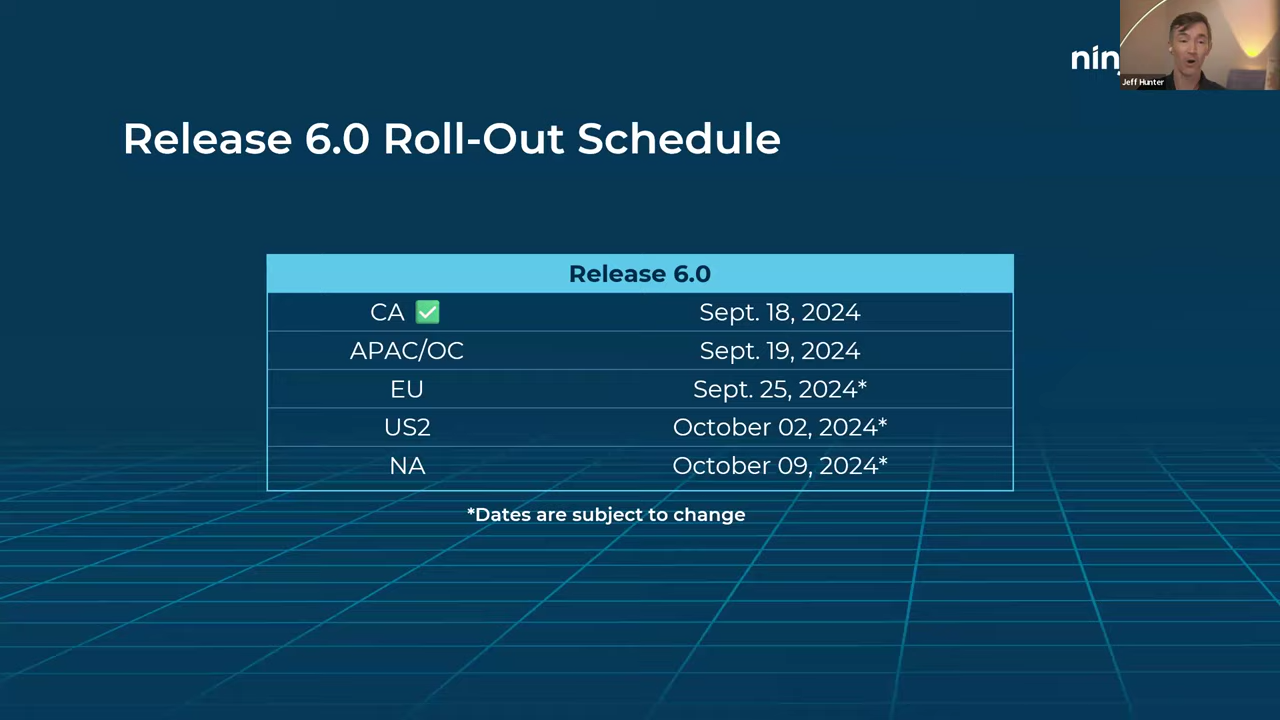 nin
Jeff Hunter
Release 6.0 Roll-Out Schedule
Release 6.0
CA ✅ Sept. 18, 2024
APAC/OC Sept. 19, 2024
EU Sept. 25, 2024*
US2 October 02, 2024*
NA October 09, 2024*
*Dates are subject to change